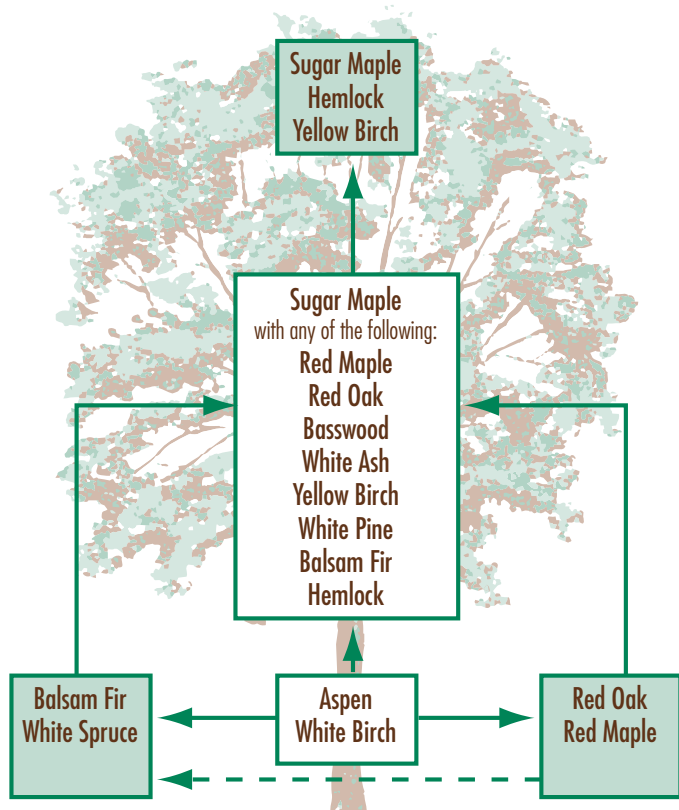 Sugar Maple
Hemlock
Yellow Birch
Sugar Maple
with any of the following:
Red Maple
Red Oak
Basswood
White Ash
Yellow Birch
White Pine
Balsam Fir
Hemlock
Balsam Fir
White Spruce
Aspen
White Birch
Red Oak
Red Maple